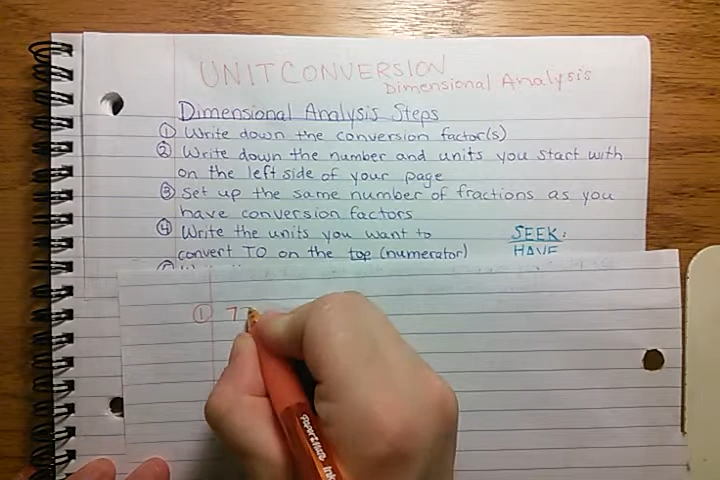 UNIT CONVERSION
Dimensional Analysis
Dimensional Analysis Steps
① Write down the conversion factor(s)
② Write down the number and units you start with
on the left side of your page
③ Set up the same number of fractions as you
have conversion factors
④ Write the units you want to
convert TO on the top (numerator)
SEEK:
HAVE
① 77
PaperMate Ink